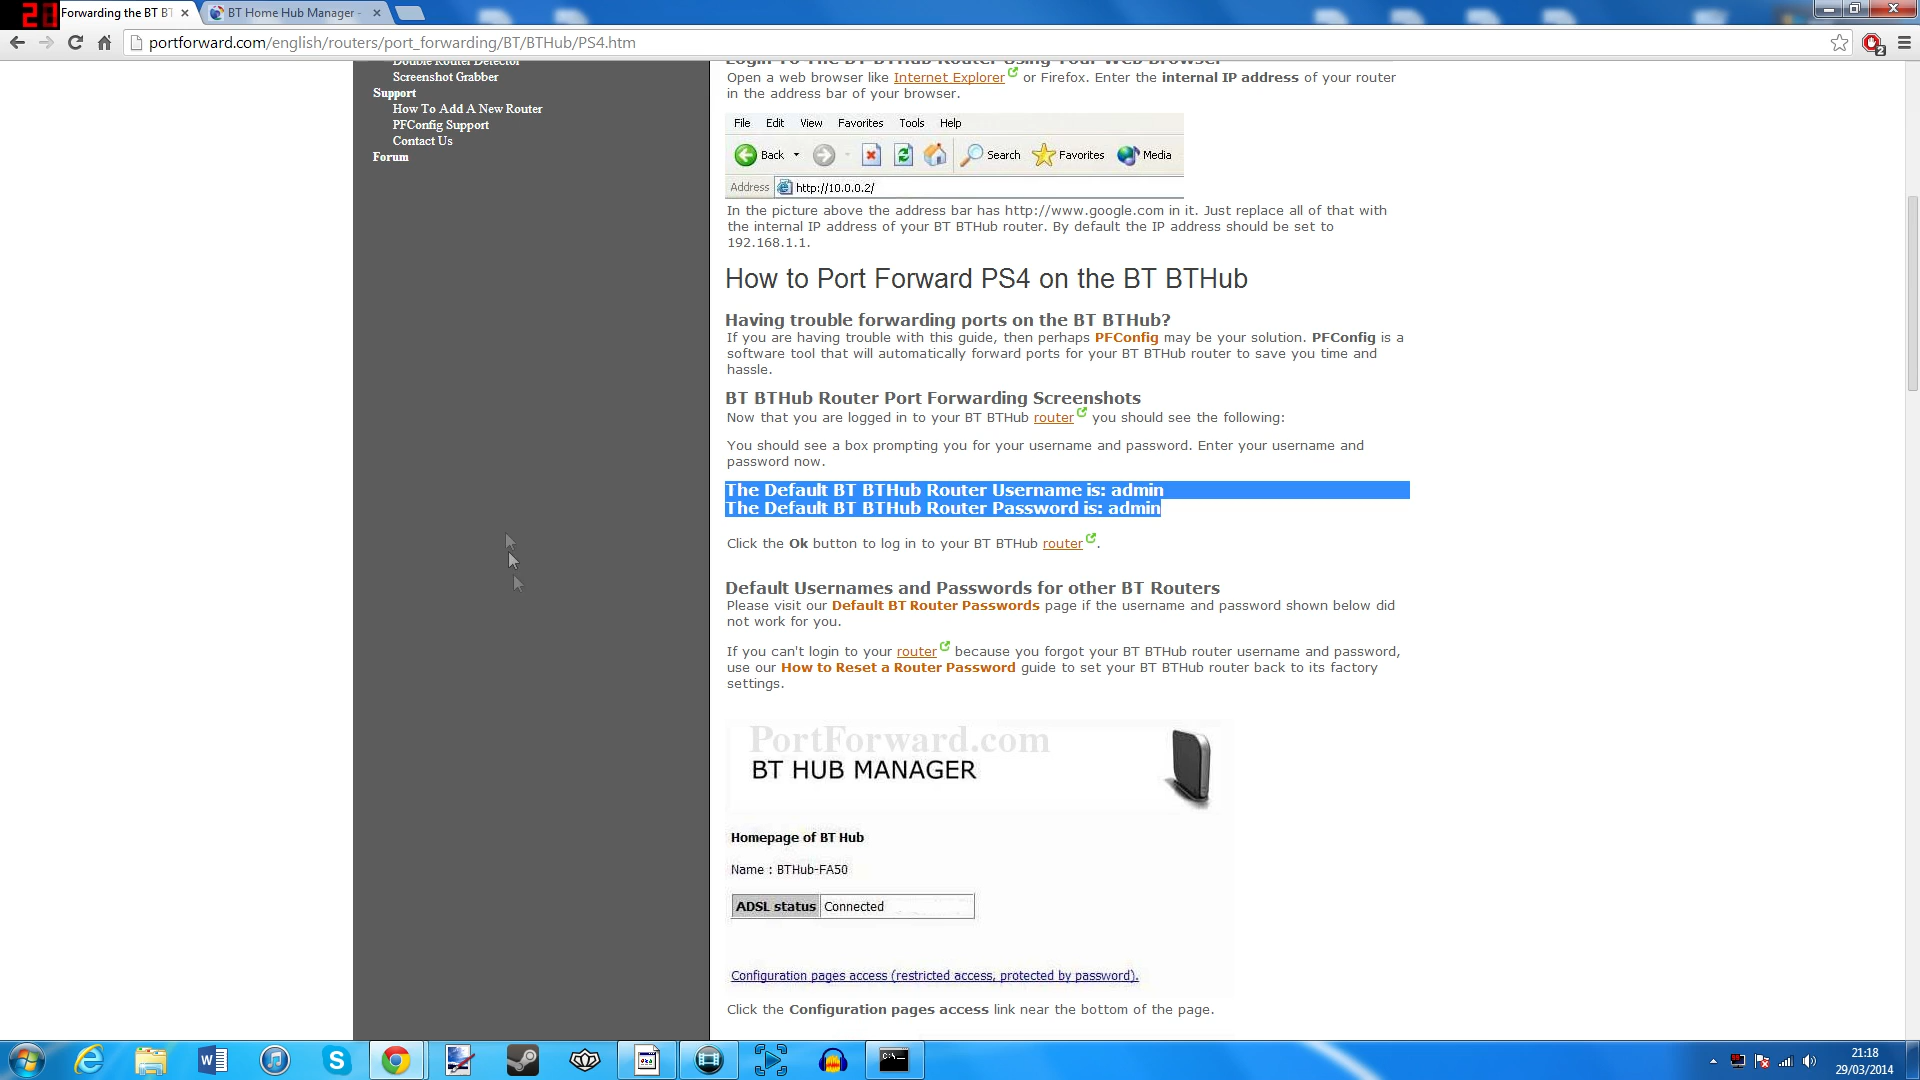 20
Forwarding the BT BT
BT Home Hub Manager -
portforward.com/english/routers/port_forwarding/BT/BTHub/PS4.htm
2
Double Router Detector
Screenshot Grabber
Support
How To Add A New Router
PFConfig Support
Contact Us
Forum
Login To The BT BTHub Router Using Your Web Browser
Open a web browser like Internet Explorer or Firefox. Enter the internal IP address of your router
in the address bar of your browser.
File Edit View Favorites Tools Help
Back Search Favorites Media
Address http://10.0.0.2/
In the picture above the address bar has http://www.google.com in it. Just replace all of that with
the internal IP address of your BT BTHub router. By default the IP address should be set to
192.168.1.1.
How to Port Forward PS4 on the BT BTHub
Having trouble forwarding ports on the BT BTHub?
If you are having trouble with this guide, then perhaps PFConfig may be your solution. PFConfig is a
software tool that will automatically forward ports for your BT BTHub router to save you time and
hassle.
BT BTHub Router Port Forwarding Screenshots
Now that you are logged in to your BT BTHub router you should see the following:
You should see a box prompting you for your username and password. Enter your username and
password now.
The Default BT BTHub Router Username is: admin
The Default BT BTHub Router Password is: admin
Click the Ok button to log in to your BT BTHub router.
Default Usernames and Passwords for other BT Routers
Please visit our Default BT Router Passwords page if the username and password shown below did
not work for you.
If you can't login to your router because you forgot your BT BTHub router username and password,
use our How to Reset a Router Password guide to set your BT BTHub router back to its factory
settings.
PortForward.com
BT HUB MANAGER
Homepage of BT Hub
Name : BTHub-FA50
ADSL status Connected
Configuration pages access (restricted access, protected by password).
Click the Configuration pages access link near the bottom of the page.
21:18
29/03/2014